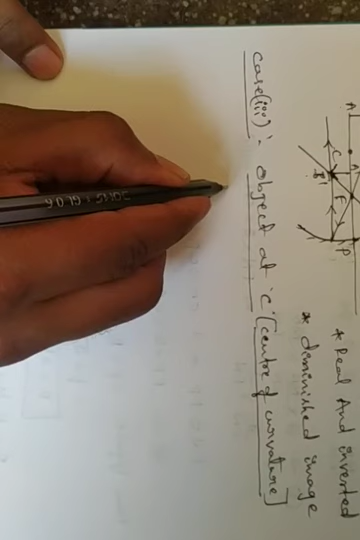 A
C
F
P
* Real And inverted
* diminished image
case(iii):- object at 'c' [centre of curvature]